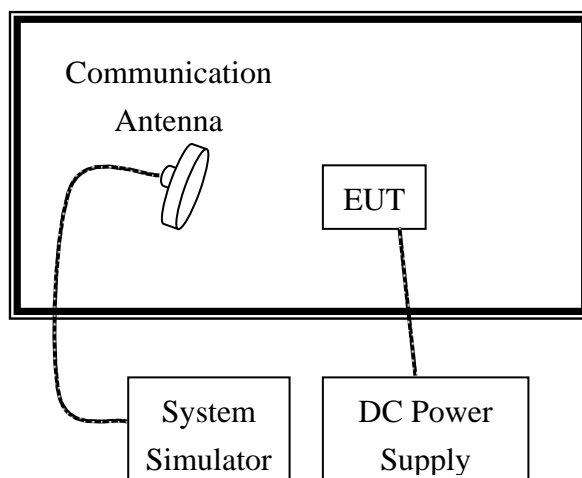 Communication
Antenna
EUT
System
Simulator
DC Power
Supply